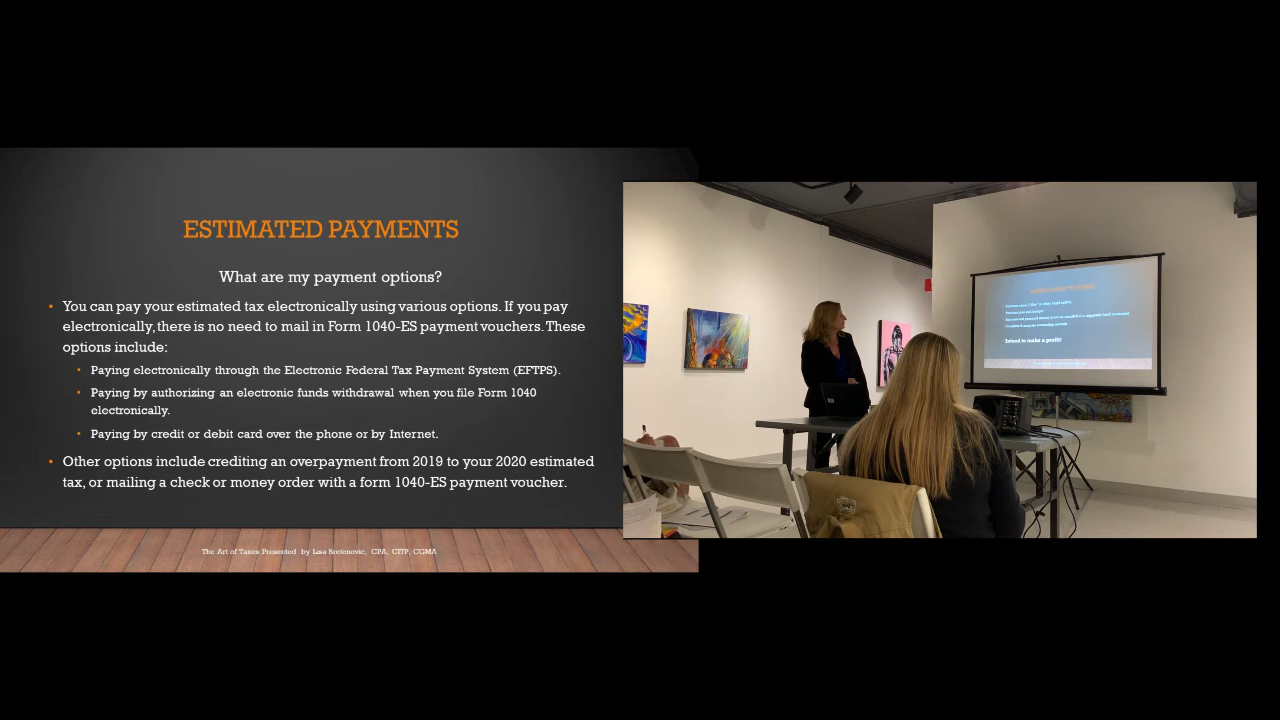 ESTIMATED PAYMENTS
What are my payment options?
• You can pay your estimated tax electronically using various options. If you pay
electronically, there is no need to mail in Form 1040-ES payment vouchers. These
options include:
• Paying electronically through the Electronic Federal Tax Payment System (EFTPS).
• Paying by authorizing an electronic funds withdrawal when you file Form 1040
electronically.
• Paying by credit or debit card over the phone or by Internet.
• Other options include crediting an overpayment from 2019 to your 2020 estimated
tax, or mailing a check or money order with a form 1040-ES payment voucher.
The Art of Taxes Presented by Lisa Sretenovic, CPA, CITP, CGMA
Intend to make a profit!